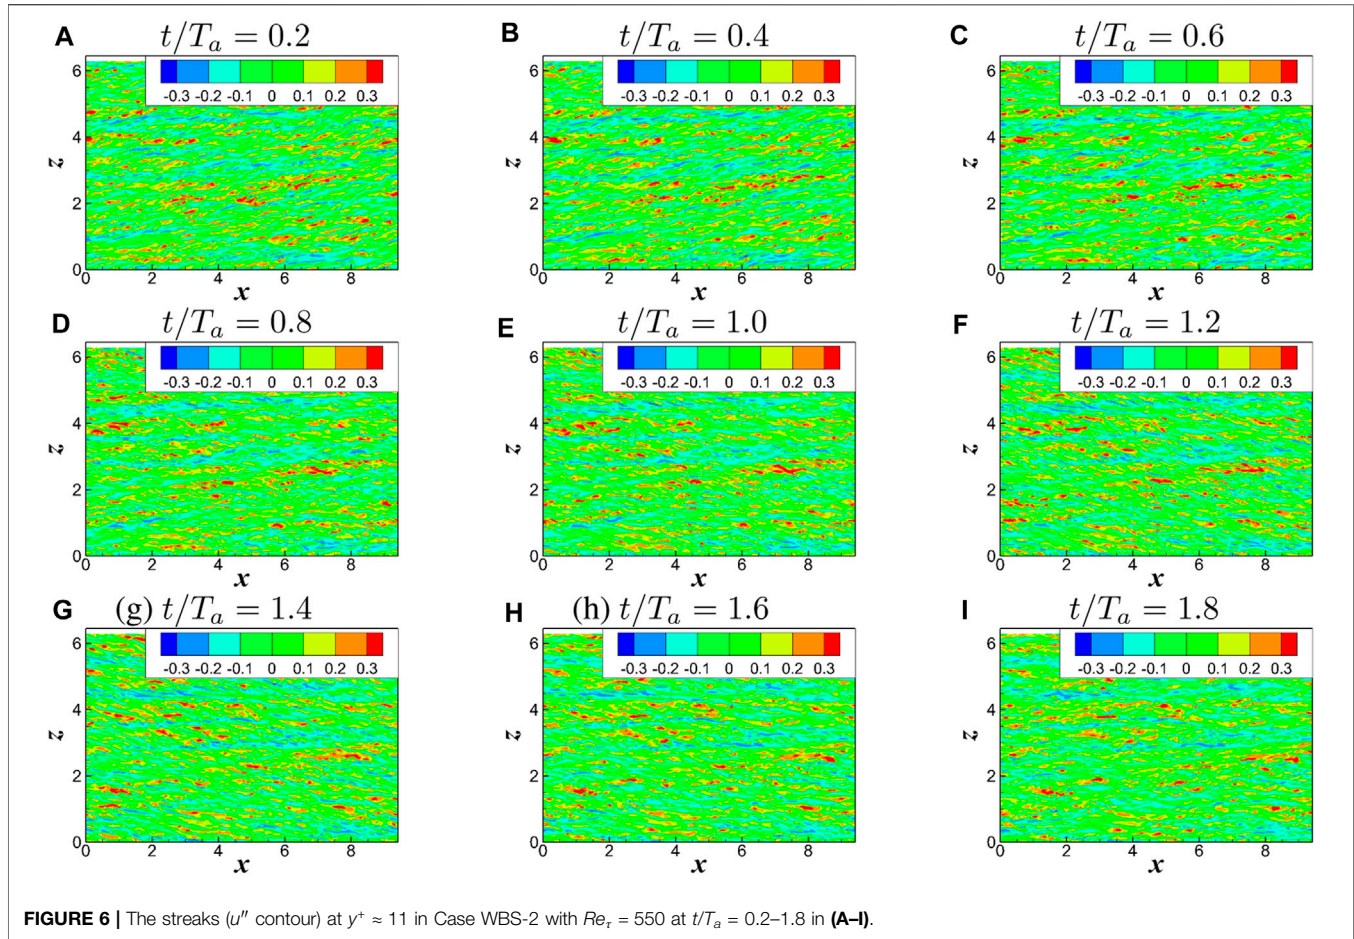 A t/Tₐ = 0.2
B t/Tₐ = 0.4
C t/Tₐ = 0.6
-0.3 -0.2 -0.1 0 0.1 0.2 0.3
-0.3 -0.2 -0.1 0 0.1 0.2 0.3
-0.3 -0.2 -0.1 0 0.1 0.2 0.3
z 6 4 2 0
z 6 4 2 0
z 6 4 2 0
0 2 4 6 8
0 2 4 6 8
0 2 4 6 8
x
x
x
D t/Tₐ = 0.8
E t/Tₐ = 1.0
F t/Tₐ = 1.2
-0.3 -0.2 -0.1 0 0.1 0.2 0.3
-0.3 -0.2 -0.1 0 0.1 0.2 0.3
-0.3 -0.2 -0.1 0 0.1 0.2 0.3
z 6 4 2 0
z 6 4 2 0
z 6 4 2 0
0 2 4 6 8
0 2 4 6 8
0 2 4 6 8
x
x
x
G (g) t/Tₐ = 1.4
H (h) t/Tₐ = 1.6
I t/Tₐ = 1.8
-0.3 -0.2 -0.1 0 0.1 0.2 0.3
-0.3 -0.2 -0.1 0 0.1 0.2 0.3
-0.3 -0.2 -0.1 0 0.1 0.2 0.3
z 6 4 2 0
z 6 4 2 0
z 6 4 2 0
0 2 4 6 8
0 2 4 6 8
0 2 4 6 8
x
x
x
FIGURE 6 | The streaks (u″ contour) at y⁺ ≈ 11 in Case WBS-2 with Re_τ = 550 at t/Tₐ = 0.2–1.8 in (A–I).